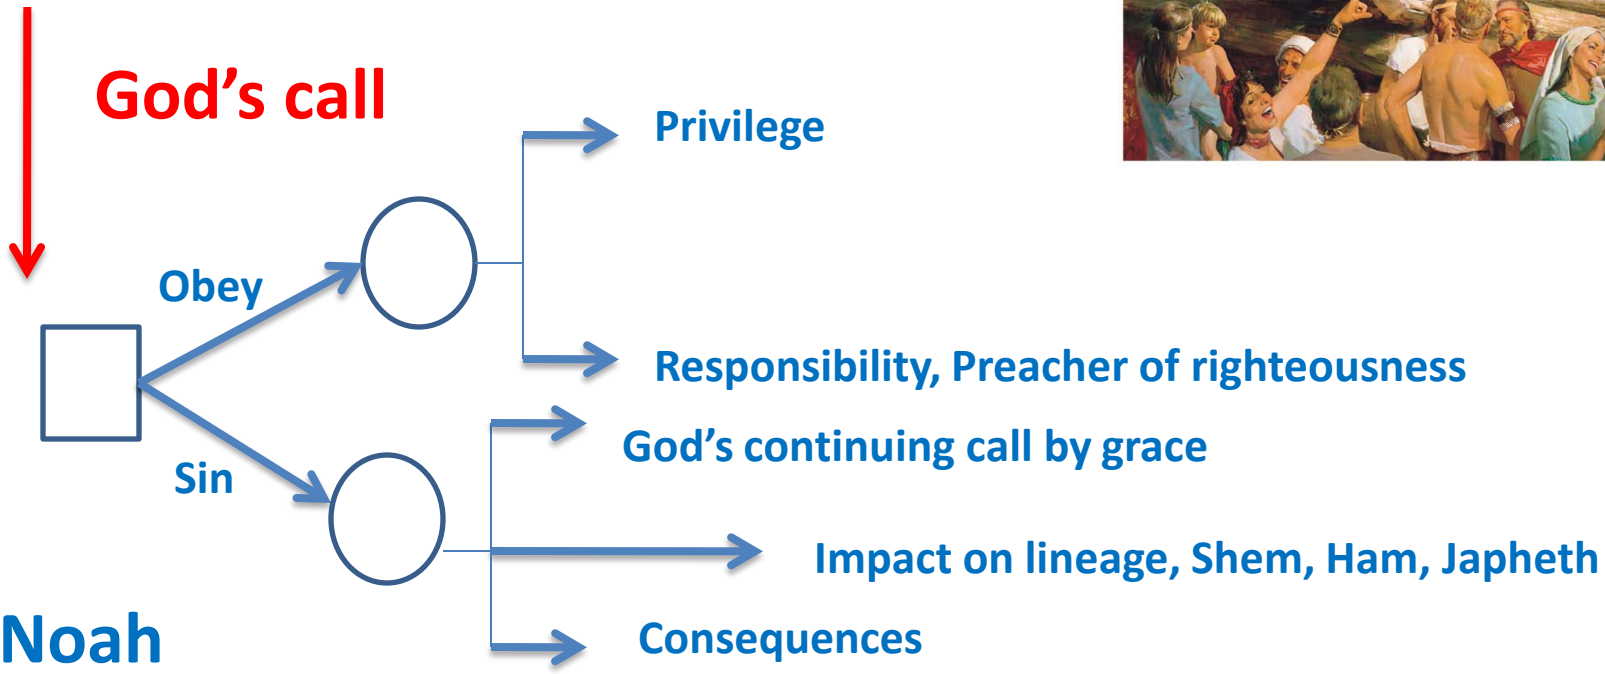 God’s call
Privilege
Obey
Responsibility, Preacher of righteousness
God’s continuing call by grace
Sin
Impact on lineage, Shem, Ham, Japheth
Noah
Consequences